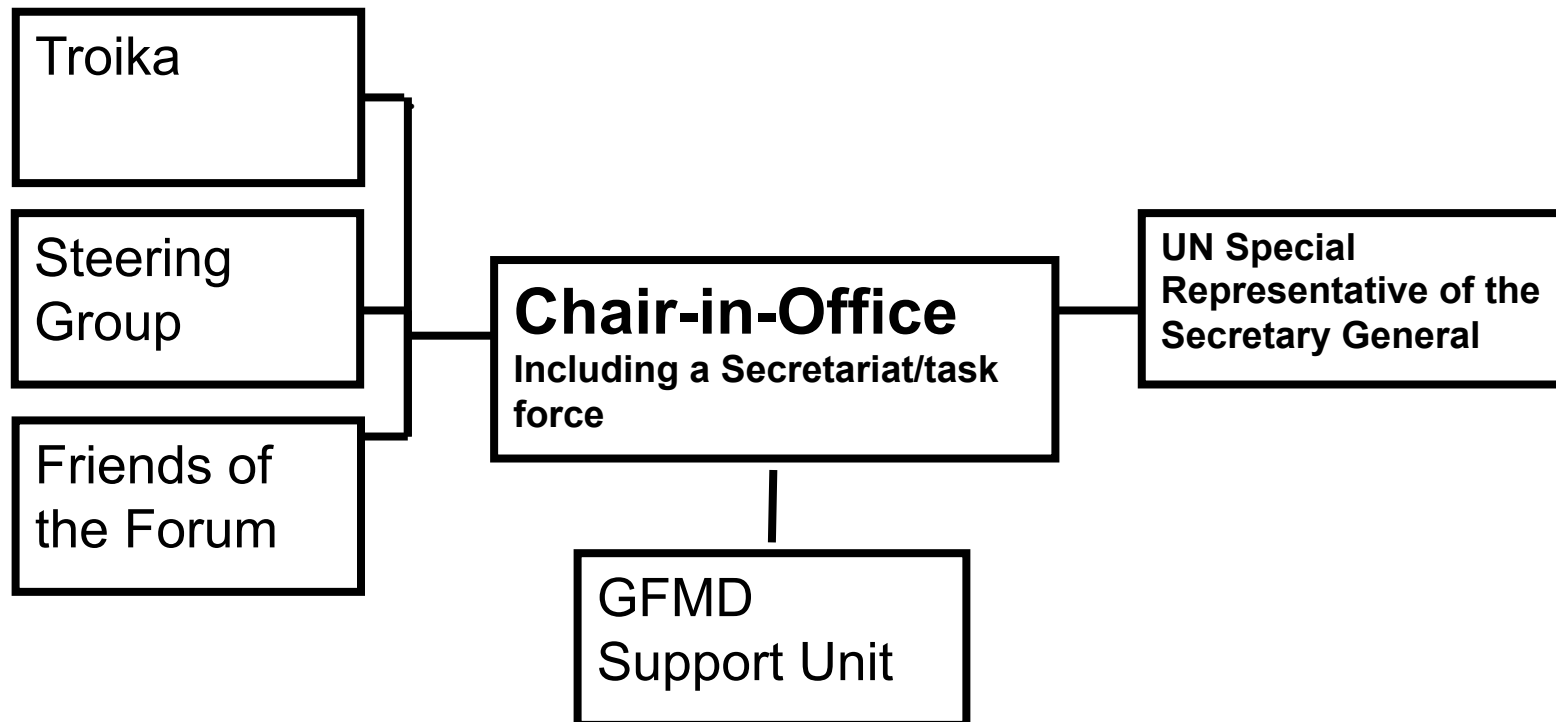 Troika
Steering
Group
Friends of
the Forum
Chair-in-Office
Including a Secretariat/task
force
UN Special
Representative of the
Secretary General
GFMD
Support Unit